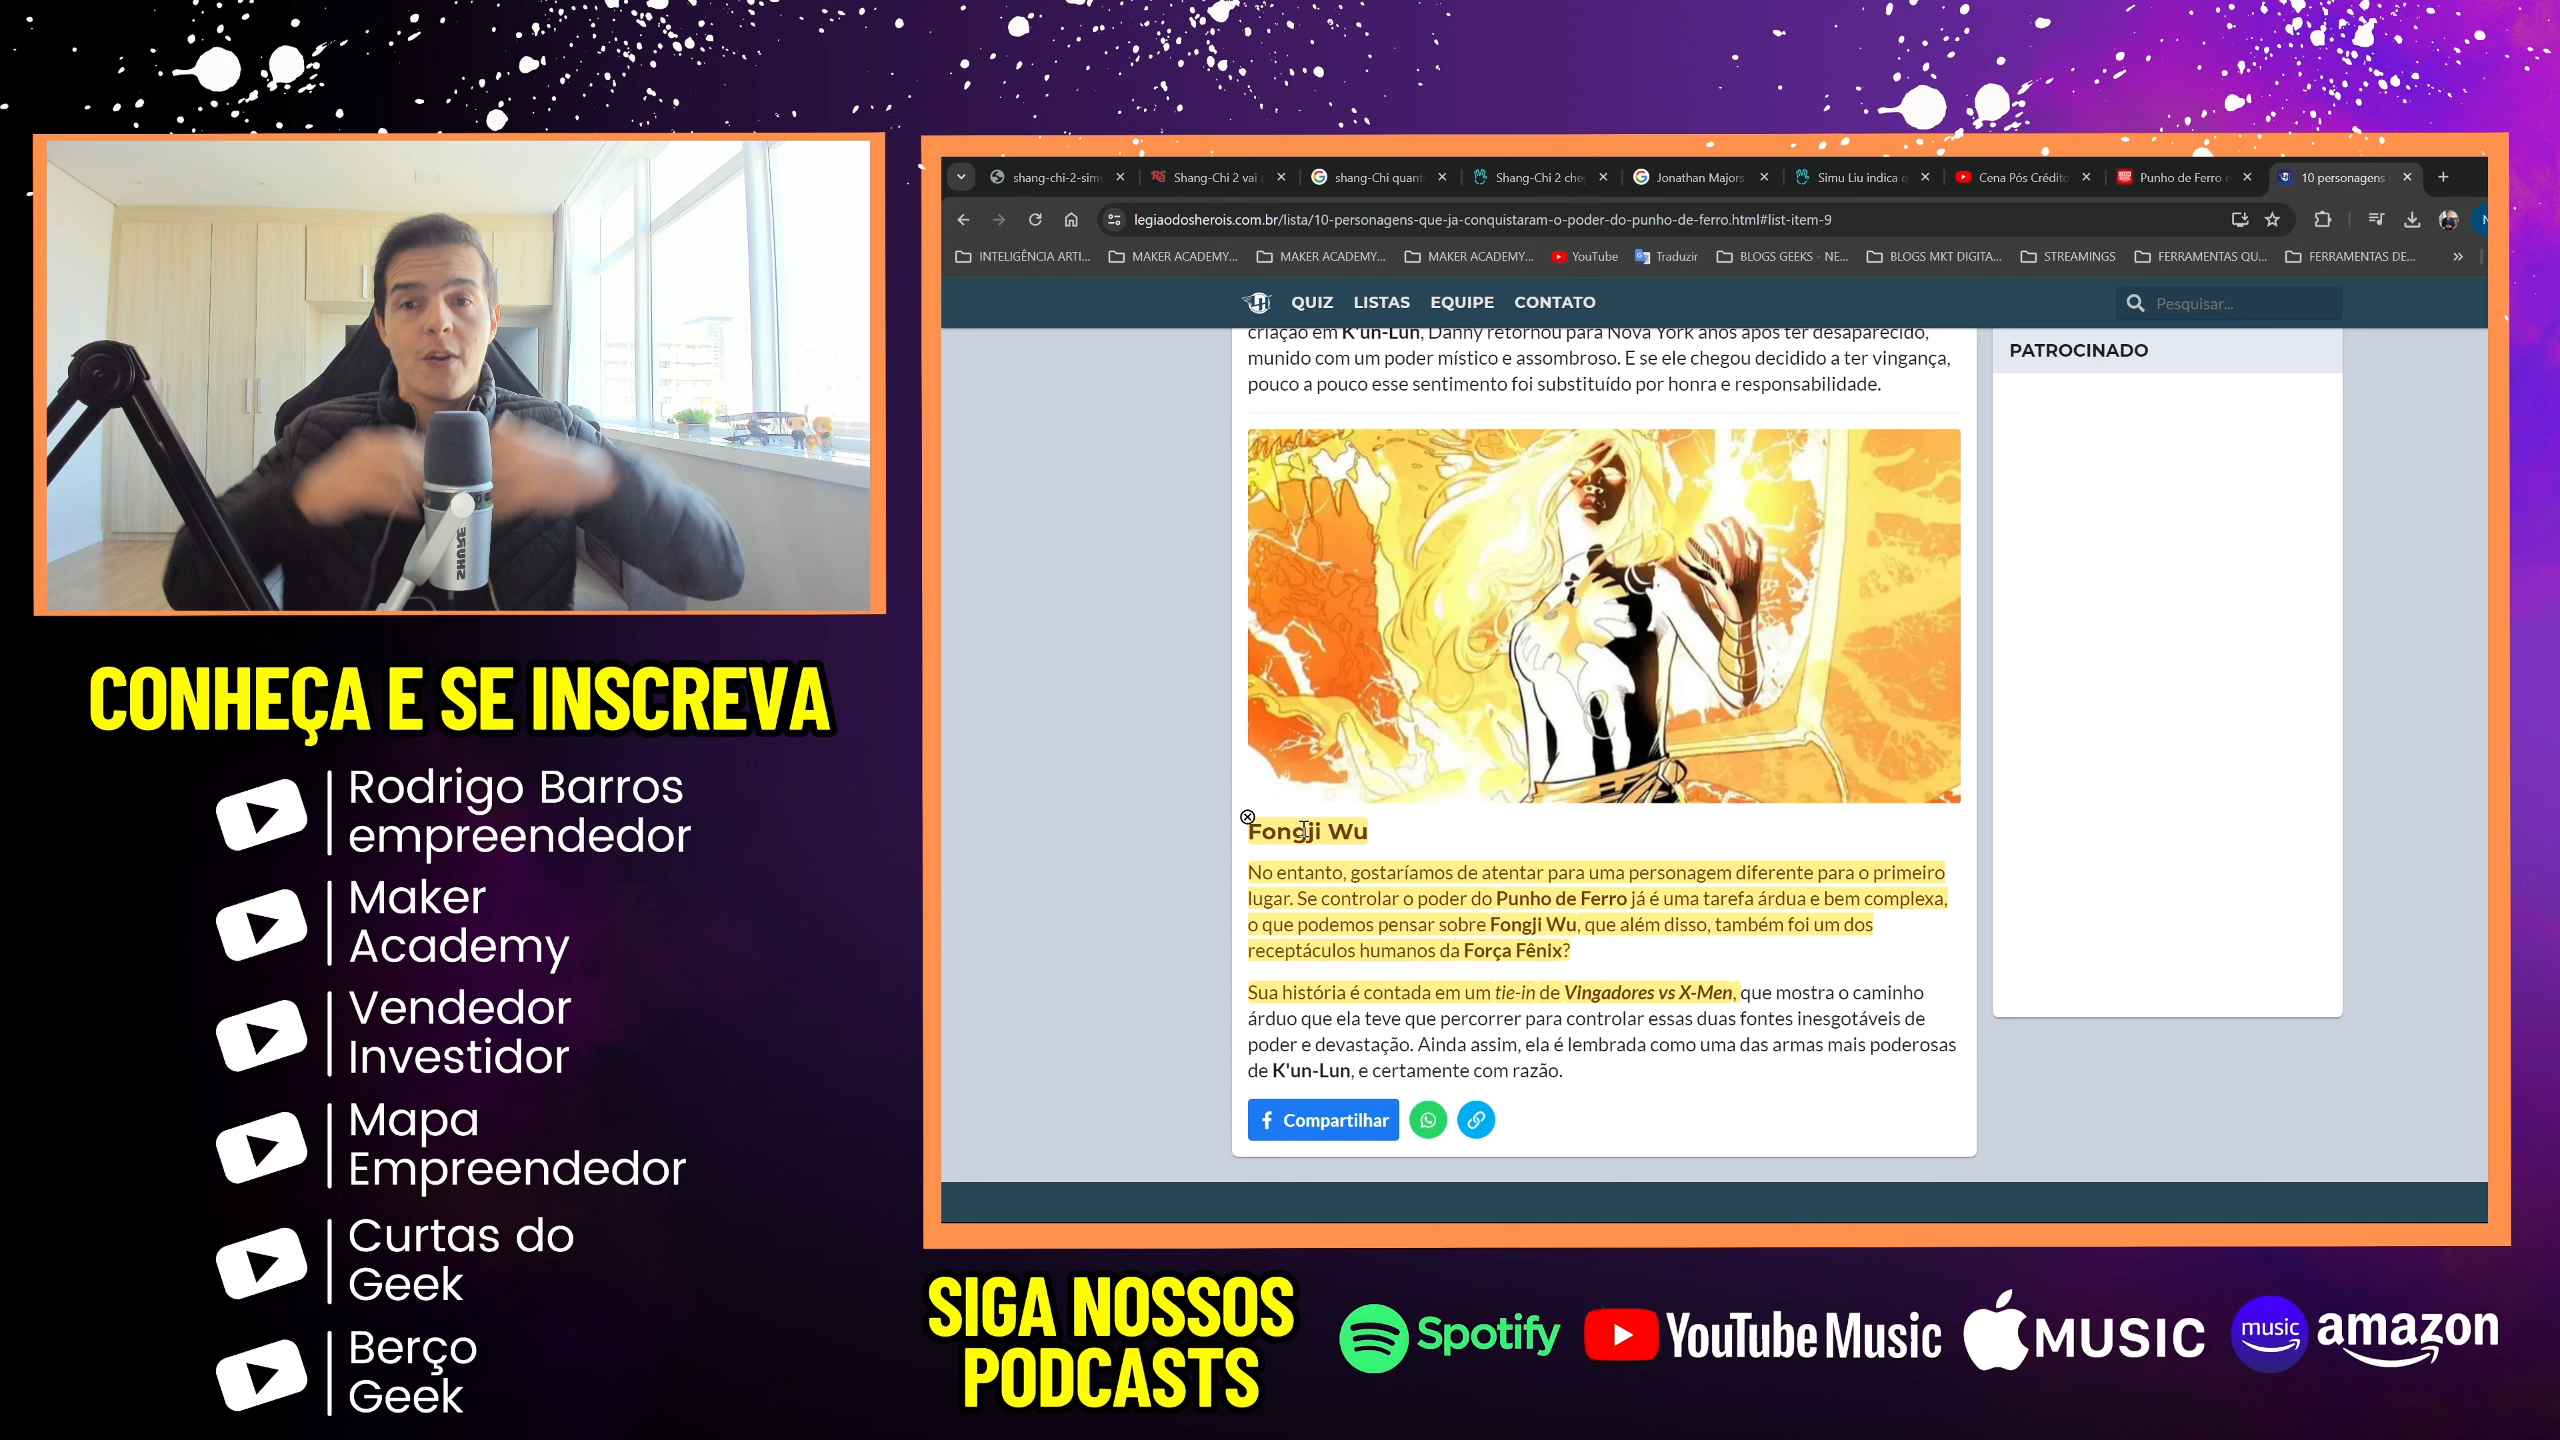 shang-chi-2-sim
Shang-Chi 2 vai
shang-Chi quant
Shang-Chi 2 che
Jonathan Majors
Simu Liu indica q
Cena Pós Crédito
Punho de Ferro e
10 personagens
legiaodosherois.com.br/lista/10-personagens-que-ja-conquistaram-o-poder-do-punho-de-ferro.html#list-item-9
INTELIGÊNCIA ARTI...
MAKER ACADEMY...
MAKER ACADEMY...
MAKER ACADEMY...
YouTube
Traduzir
BLOGS GEEKS - NE...
BLOGS MKT DIGITA...
STREAMINGS
FERRAMENTAS QU...
FERRAMENTAS DE...
QUIZ LISTAS EQUIPE CONTATO
Pesquisar...
criação em K'un-Lun, Danny retornou para Nova York anos após ter desaparecido,
munido com um poder místico e assombroso. E se ele chegou decidido a ter vingança,
pouco a pouco esse sentimento foi substituído por honra e responsabilidade.
PATROCINADO
Fongji Wu
No entanto, gostaríamos de atentar para uma personagem diferente para o primeiro
lugar. Se controlar o poder do Punho de Ferro já é uma tarefa árdua e bem complexa,
o que podemos pensar sobre Fongji Wu, que além disso, também foi um dos
receptáculos humanos da Força Fênix?
Sua história é contada em um tie-in de Vingadores vs X-Men, que mostra o caminho
árduo que ela teve que percorrer para controlar essas duas fontes inesgotáveis de
poder e devastação. Ainda assim, ela é lembrada como uma das armas mais poderosas
de K'un-Lun, e certamente com razão.
Compartilhar
SHURE
CONHEÇA E SE INSCREVA
Rodrigo Barros
empreendedor
Maker
Academy
Vendedor
Investidor
Mapa
Empreendedor
Curtas do
Geek
Berço
Geek
SIGA NOSSOS
PODCASTS
Spotify
YouTube Music
MUSIC
music
amazon